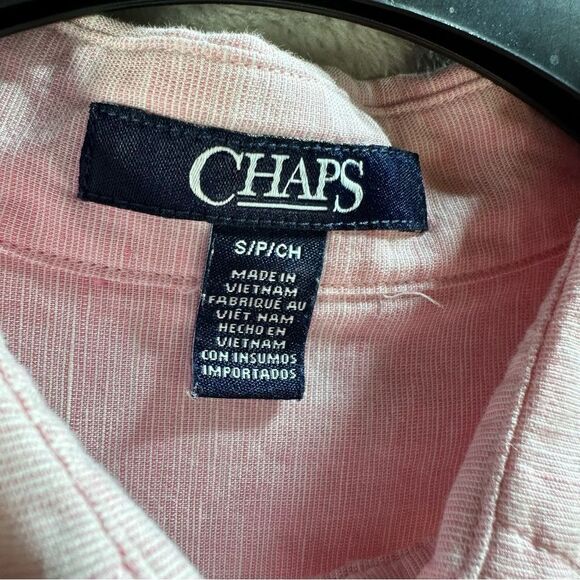 CHAPS
S/P/CH
MADE IN
VIETNAM
FABRIQUÉ AU
VIÊT NAM
HECHO EN
VIETNAM
CON INSUMOS
IMPORTADOS